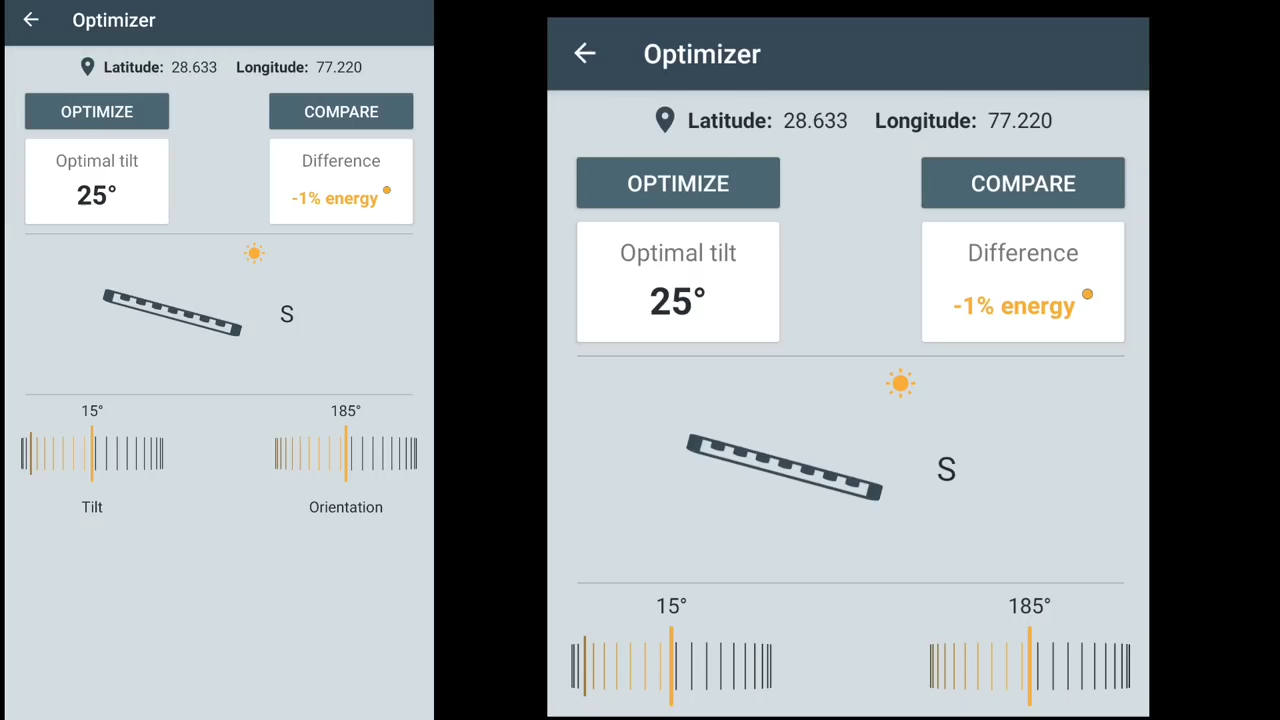 Optimizer
Latitude: 28.633 Longitude: 77.220
OPTIMIZE COMPARE
Optimal tilt Difference
25° -1% energy
S
15° 185°
Tilt Orientation
Optimizer
Latitude: 28.633 Longitude: 77.220
OPTIMIZE COMPARE
Optimal tilt Difference
25° -1% energy
S
15° 185°